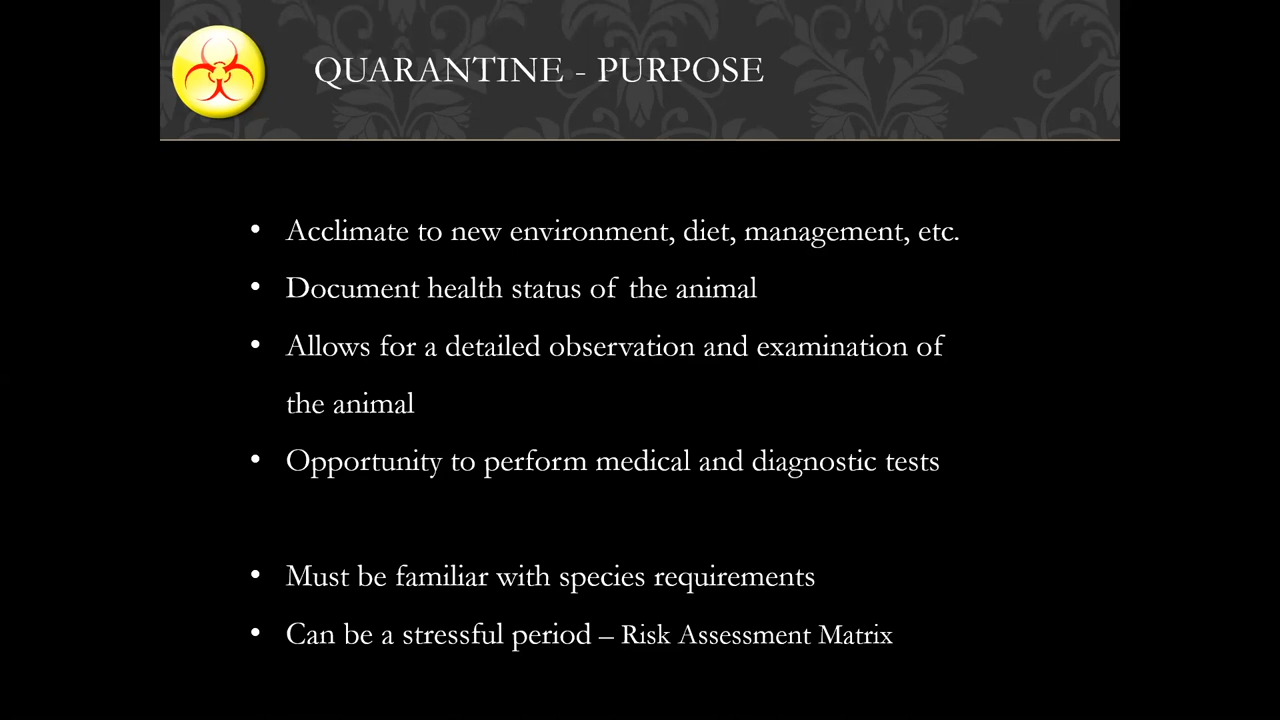 QUARANTINE - PURPOSE
• Acclimate to new environment, diet, management, etc.
• Document health status of the animal
• Allows for a detailed observation and examination of
the animal
• Opportunity to perform medical and diagnostic tests
• Must be familiar with species requirements
• Can be a stressful period – Risk Assessment Matrix